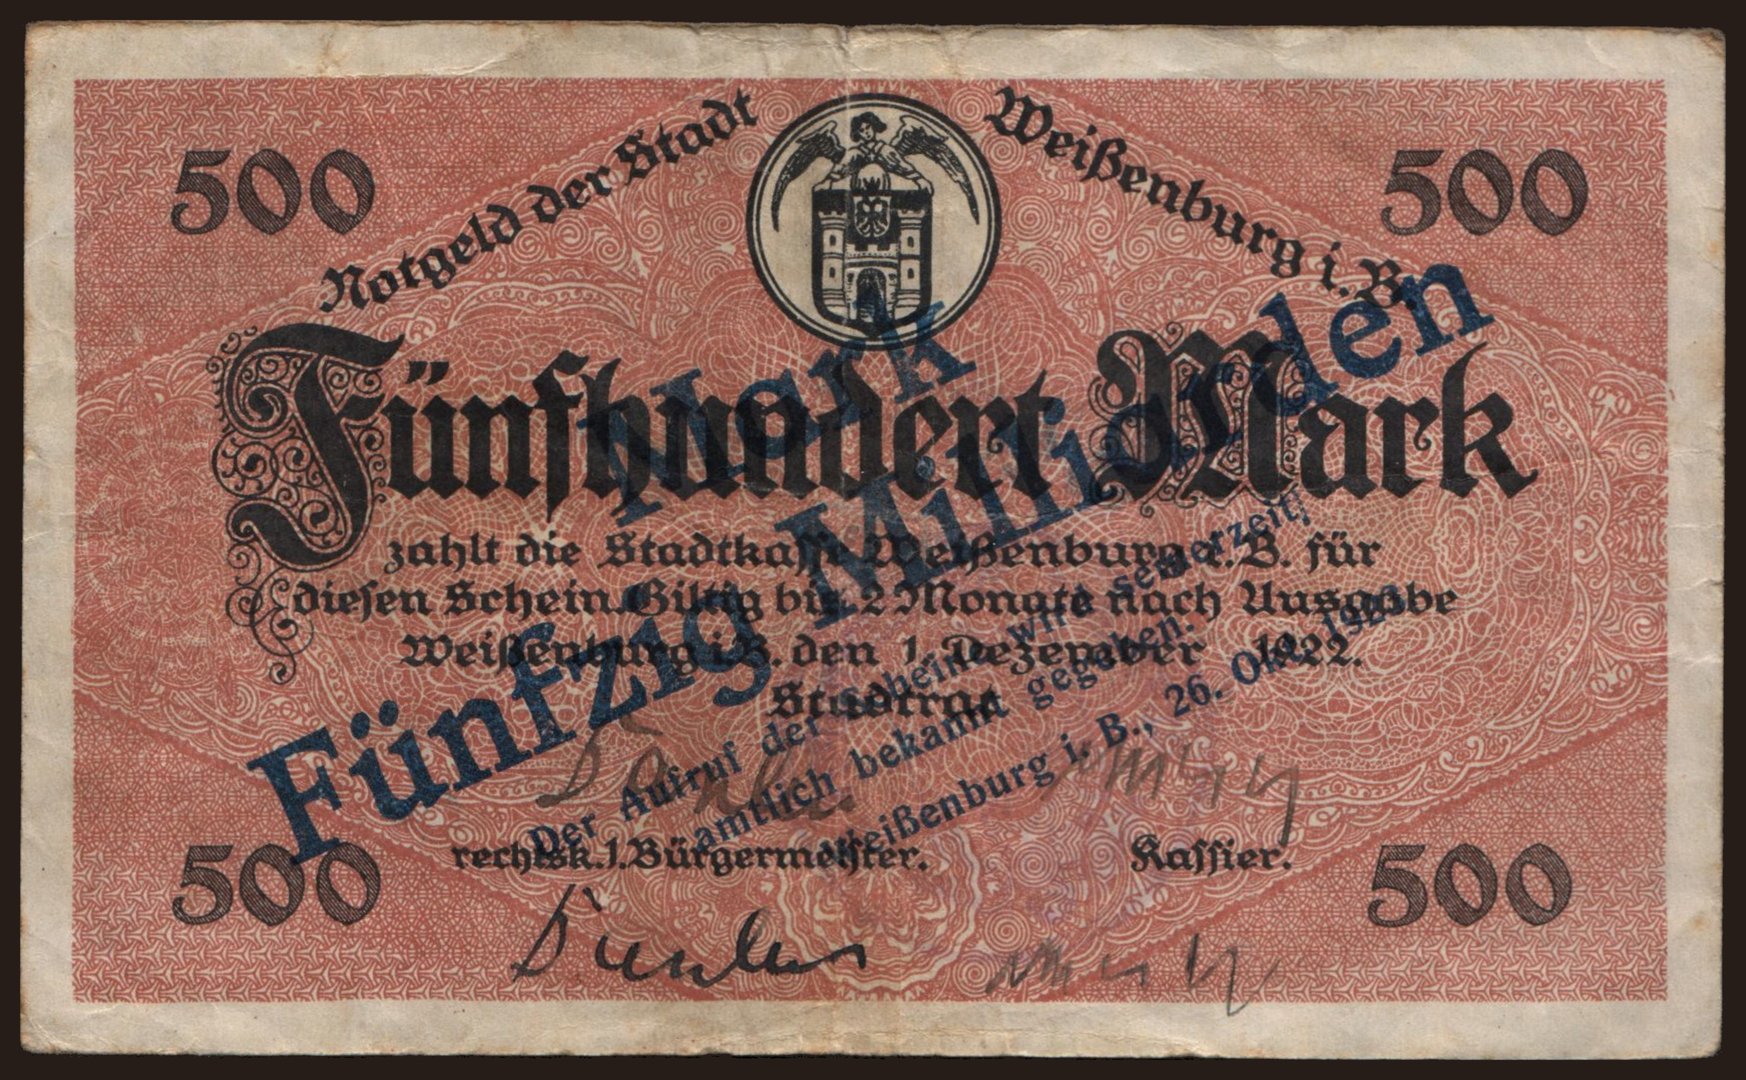 Notgeld der Stadt Weißenburg i. B.
500 500
Fünfhundert Mark
zahlt die Stadtkasse Weißenburg i. B. für
diesen Schein. Giltig bis 2 Monate nach Ausgabe
Weißenburg i. B. den 1. Dezember 1922.
Stadtrat
rechtsk. 1. Bürgermeister. Kassier.
500 500
Mark
Fünfzig Milliarden
Der Aufruf der Scheine wird seinerzeit
amtlich bekannt gegeben.
Weißenburg i. B., 26. Okt. 1923